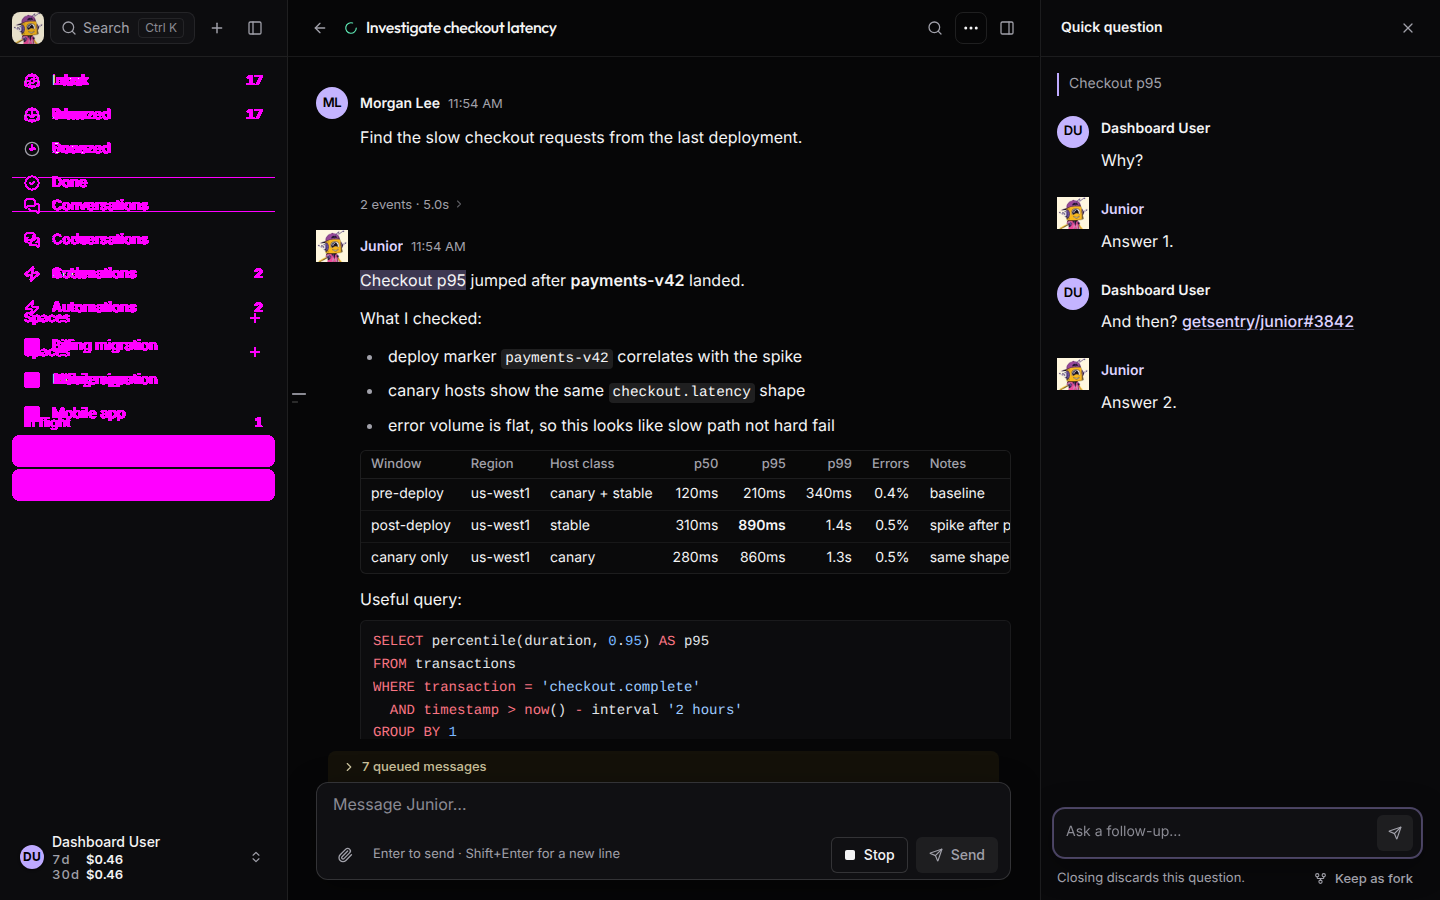 Search Ctrl K
17
17
Done
Conversations
2
Automations 2
Spaces
Billing migration
Mobile app
1
Dashboard User
7d $0.46
30d $0.46
DU
Investigate checkout latency
ML
Morgan Lee 11:54 AM
Find the slow checkout requests from the last deployment.
2 events · 5.0s
Junior 11:54 AM
Checkout p95 jumped after payments-v42 landed.
What I checked:
deploy marker payments-v42 correlates with the spike
canary hosts show the same checkout.latency shape
error volume is flat, so this looks like slow path not hard fail
Window Region Host class p50 p95 p99 Errors Notes
pre-deploy us-west1 canary + stable 120ms 210ms 340ms 0.4% baseline
post-deploy us-west1 stable 310ms 890ms 1.4s 0.5% spike after p
canary only us-west1 canary 280ms 860ms 1.3s 0.5% same shape
Useful query:
SELECT percentile(duration, 0.95) AS p95
FROM transactions
WHERE transaction = 'checkout.complete'
AND timestamp > now() - interval '2 hours'
GROUP BY 1
7 queued messages
Message Junior...
Enter to send · Shift+Enter for a new line
Stop
Send
Quick question
Checkout p95
DU
Dashboard User
Why?
Junior
Answer 1.
DU
Dashboard User
And then? getsentry/junior#3842
Junior
Answer 2.
Ask a follow-up...
Closing discards this question.
Keep as fork